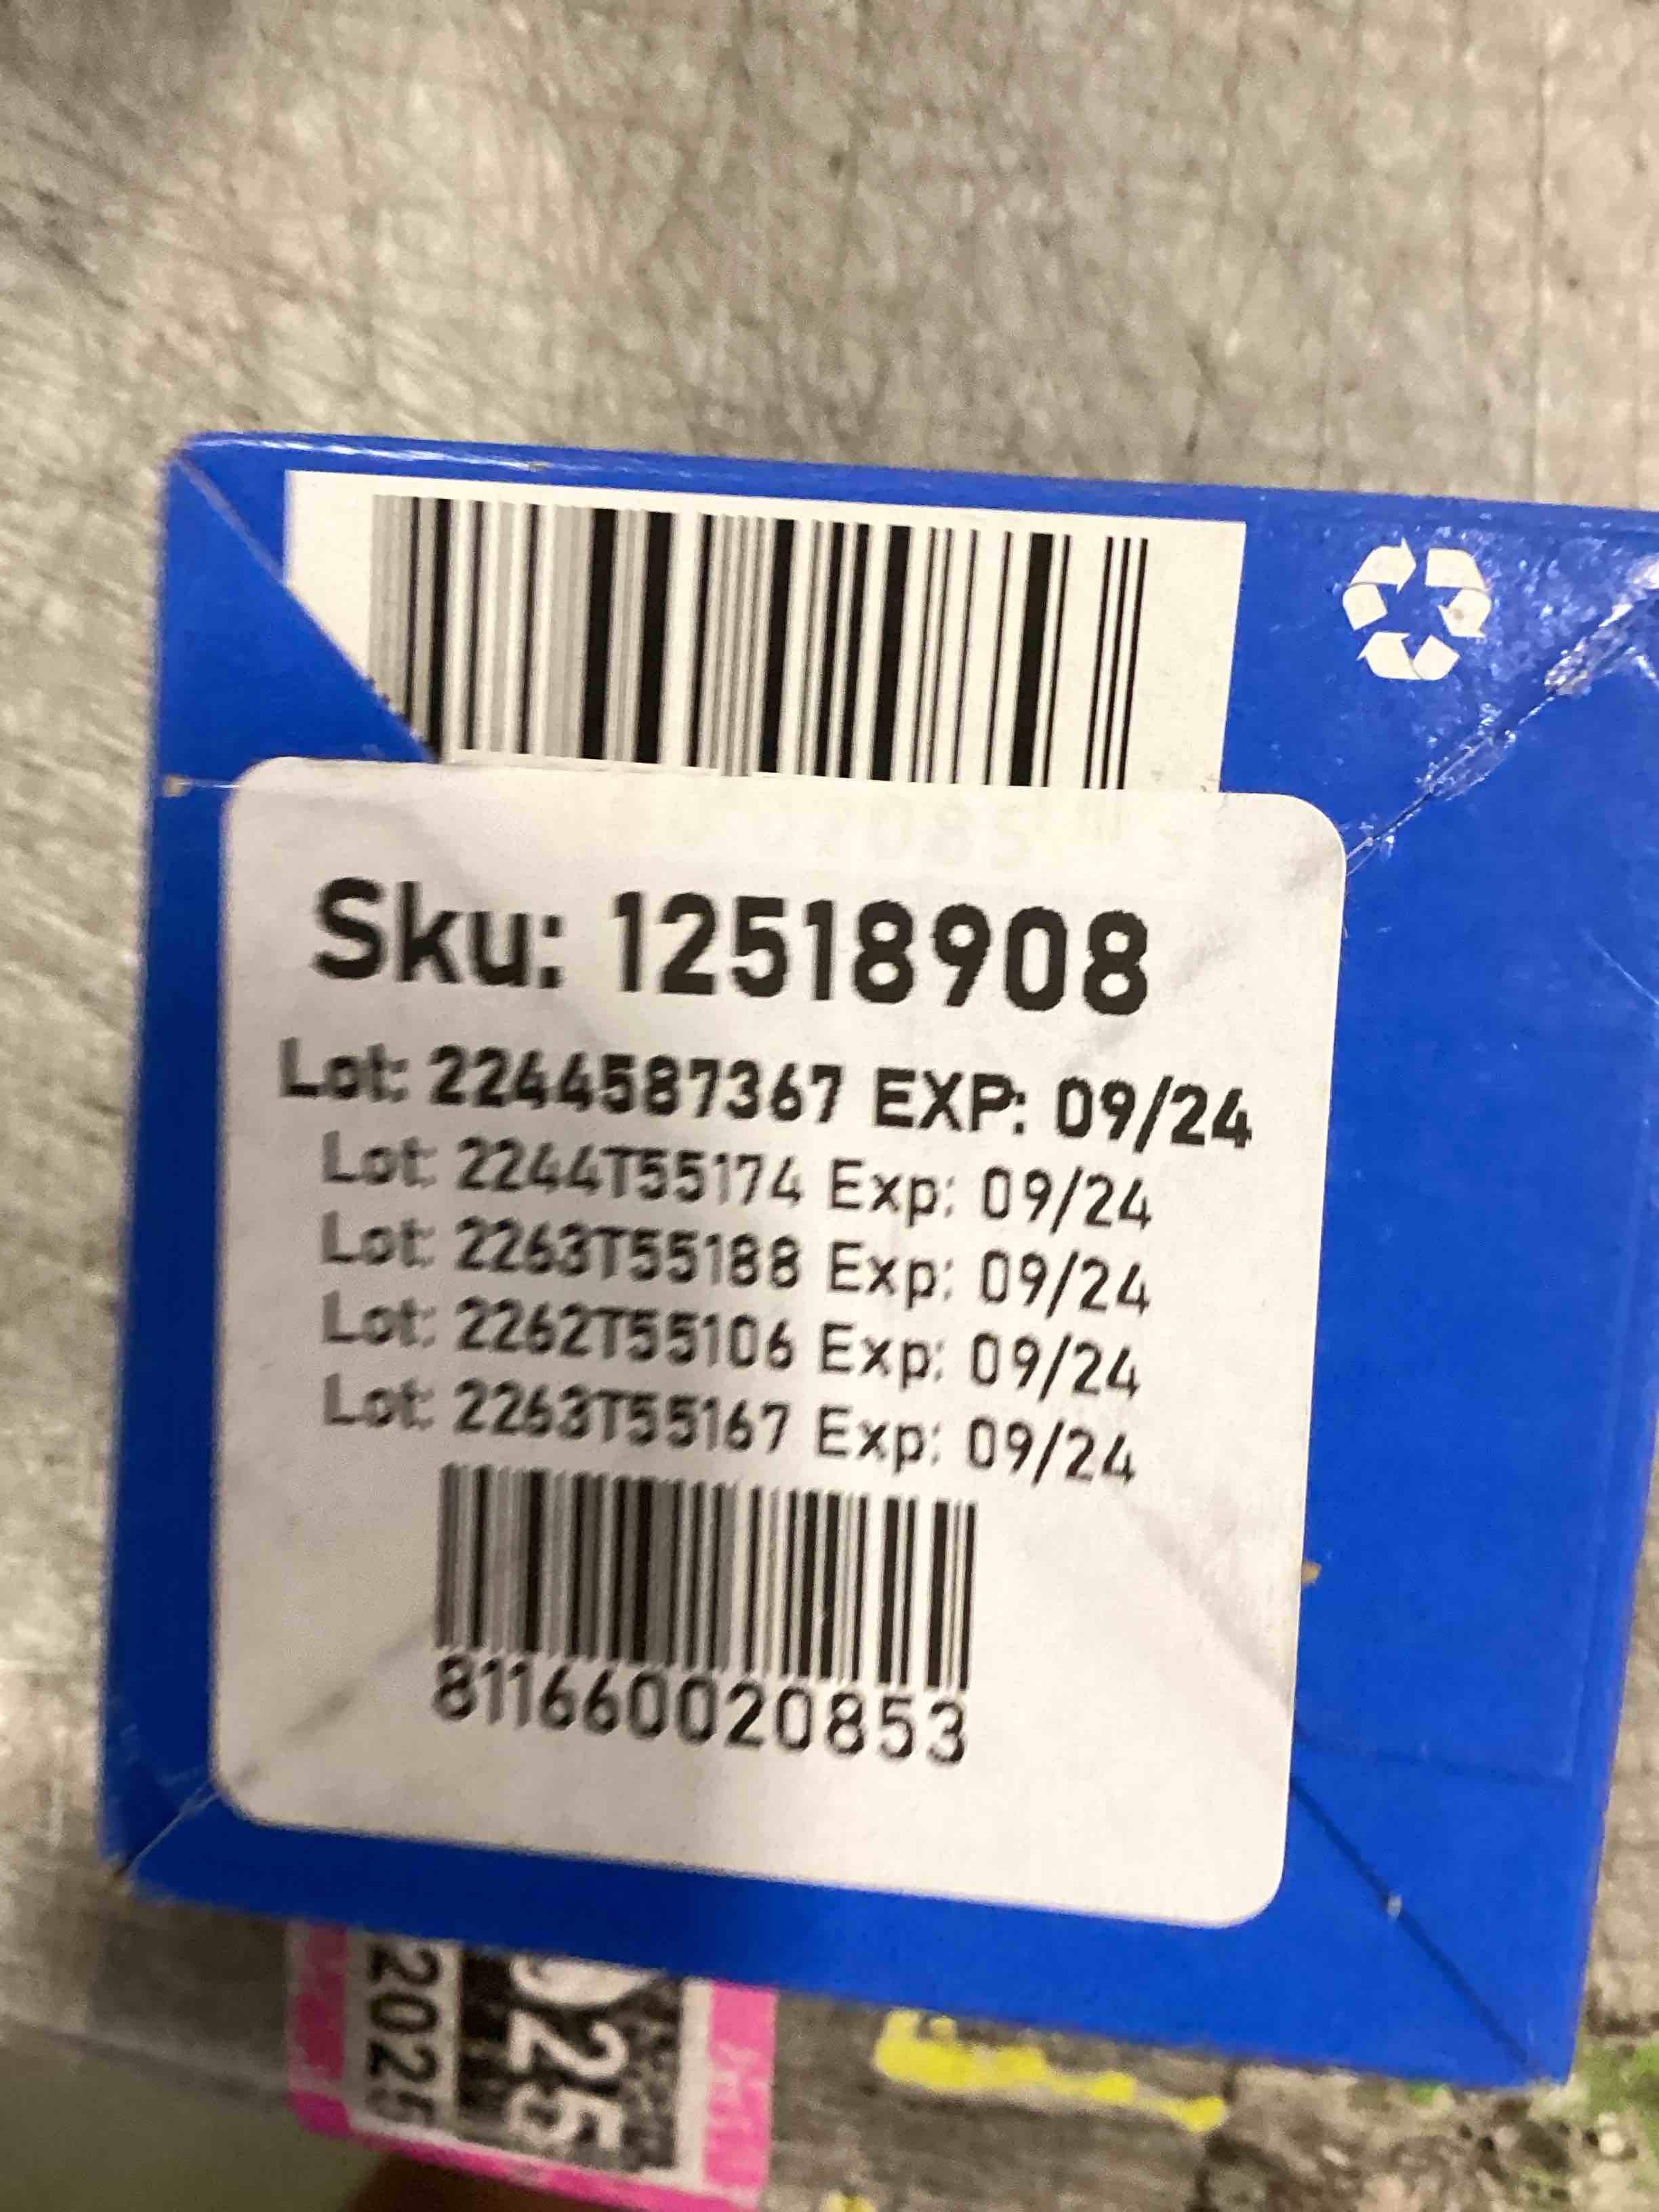 Sku: 12518908
Lot: 2244587367 EXP: 09/24
Lot: 2244T55174 Exp: 09/24
Lot: 2263T55188 Exp: 09/24
Lot: 2262T55106 Exp: 09/24
Lot: 2263T55167 Exp: 09/24
811660020853
2025